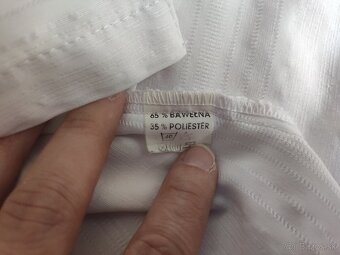 65 % BAWEŁNA
35 % POLIESTER